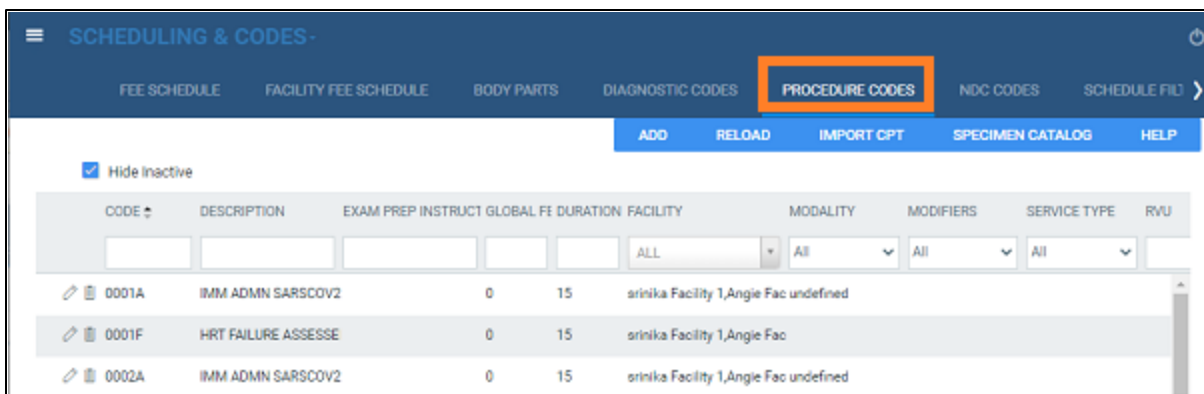 SCHEDULING & CODES
FEE SCHEDULE FACILITY FEE SCHEDULE BODY PARTS DIAGNOSTIC CODES PROCEDURE CODES NDC CODES SCHEDULE FILT
ADD RELOAD IMPORT CPT SPECIMEN CATALOG HELP
Hide Inactive
CODE DESCRIPTION EXAM PREP INSTRUCT GLOBAL FE DURATION FACILITY MODALITY MODIFIERS SERVICE TYPE RVU
ALL All All All
0001A IMM ADMN SARSCOV2 0 15 srinika Facility 1,Angie Fac undefined
0001F HRT FAILURE ASSESSE 0 15 srinika Facility 1,Angie Fac
0002A IMM ADMN SARSCOV2 0 15 srinika Facility 1,Angie Fac undefined